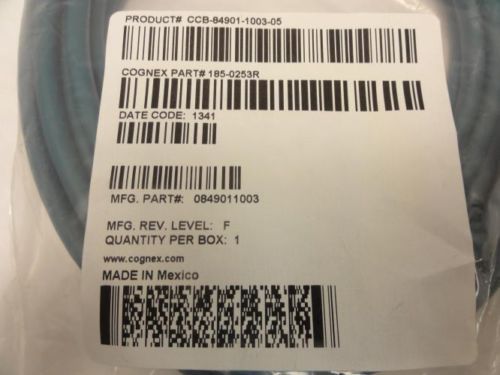 PRODUCT# CCB-84901-1003-05
COGNEX PART# 185-0253R
DATE CODE: 1341
MFG. PART#: 0849011003
MFG. REV. LEVEL: F
QUANTITY PER BOX: 1
www.cognex.com
MADE IN Mexico